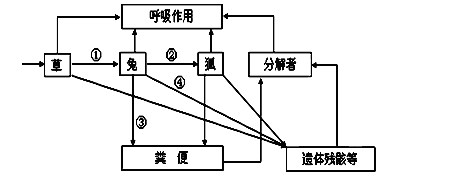 呼吸作用
① ②
草 兔 狐 分解者
④
③
粪 便 遗体残骸等